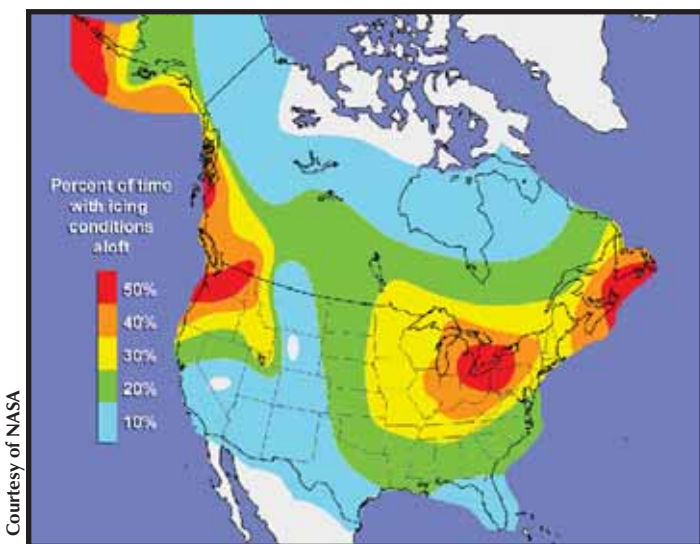 Percent of time
with icing
conditions
aloft
50%
40%
30%
20%
10%
Courtesy of NASA